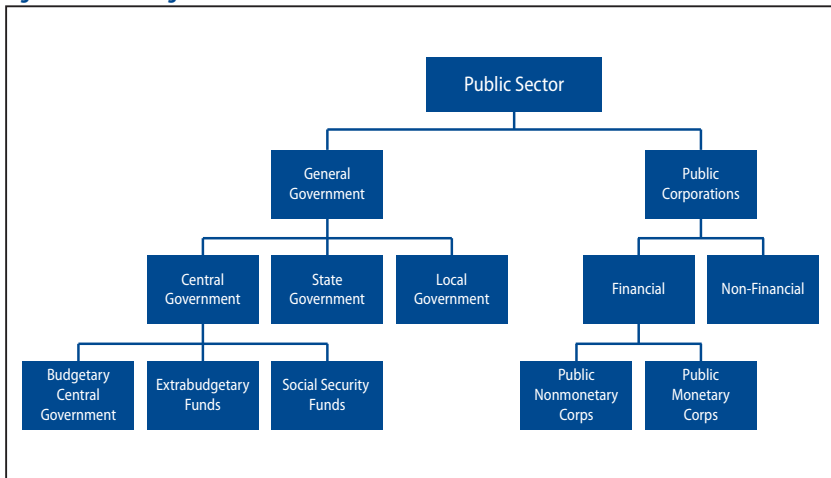 Public Sector
General
Government
Public
Corporations
Central
Government
State
Government
Local
Government
Financial
Non-Financial
Budgetary
Central
Government
Extrabudgetary
Funds
Social Security
Funds
Public
Nonmonetary
Corps
Public
Monetary
Corps